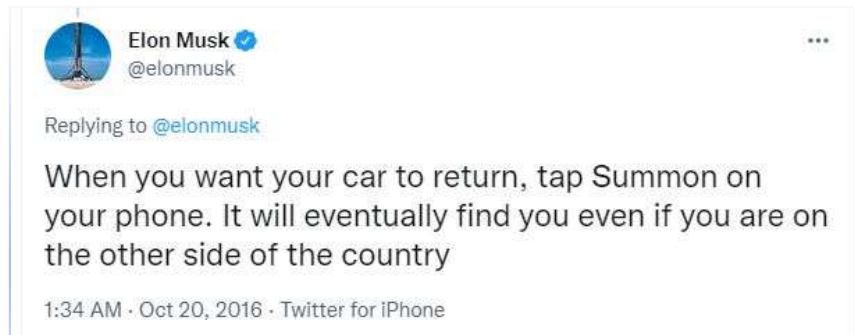 Elon Musk
@elonmusk
Replying to @elonmusk
When you want your car to return, tap Summon on
your phone. It will eventually find you even if you are on
the other side of the country
1:34 AM · Oct 20, 2016 · Twitter for iPhone